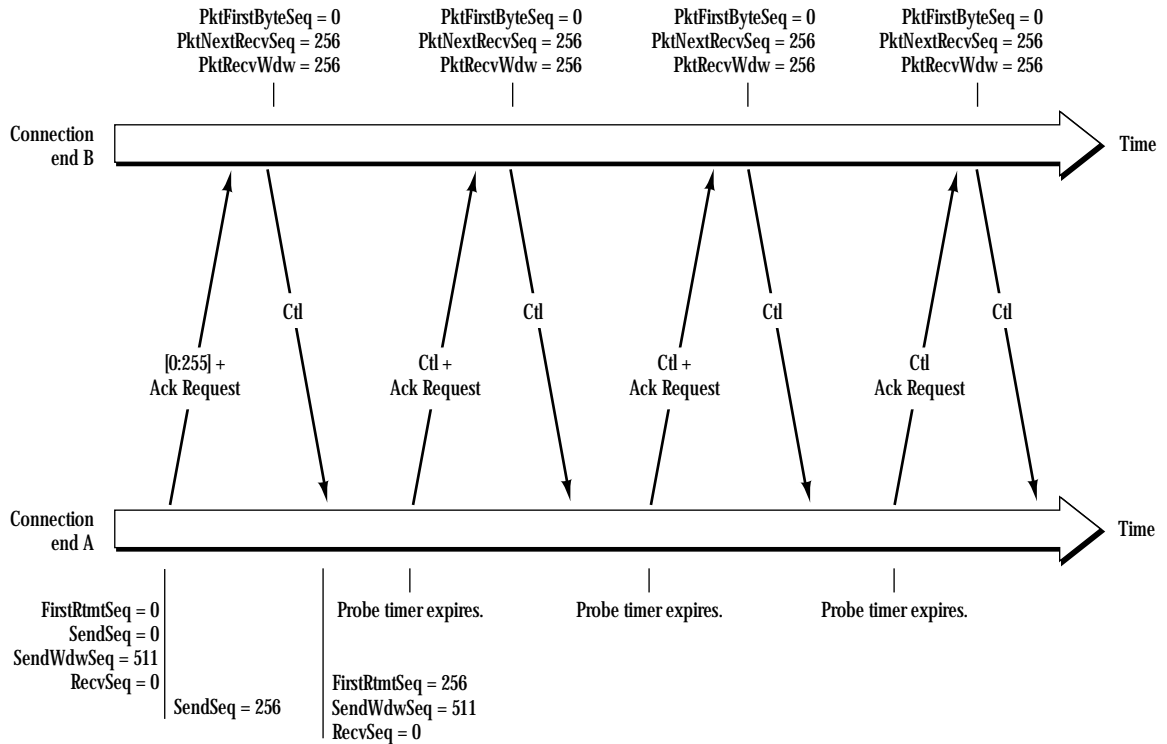 PktFirstByteSeq = 0
PktNextRecvSeq = 256
PktRecvWdw = 256
PktFirstByteSeq = 0
PktNextRecvSeq = 256
PktRecvWdw = 256
PktFirstByteSeq = 0
PktNextRecvSeq = 256
PktRecvWdw = 256
PktFirstByteSeq = 0
PktNextRecvSeq = 256
PktRecvWdw = 256
Connection
end B
Time
Ctl
Ctl
Ctl
Ctl
[0:255] +
Ack Request
Ctl +
Ack Request
Ctl +
Ack Request
Ctl
Ack Request
Connection
end A
Time
FirstRtmtSeq = 0
SendSeq = 0
SendWdwSeq = 511
RecvSeq = 0
SendSeq = 256
Probe timer expires.
Probe timer expires.
Probe timer expires.
FirstRtmtSeq = 256
SendWdwSeq = 511
RecvSeq = 0